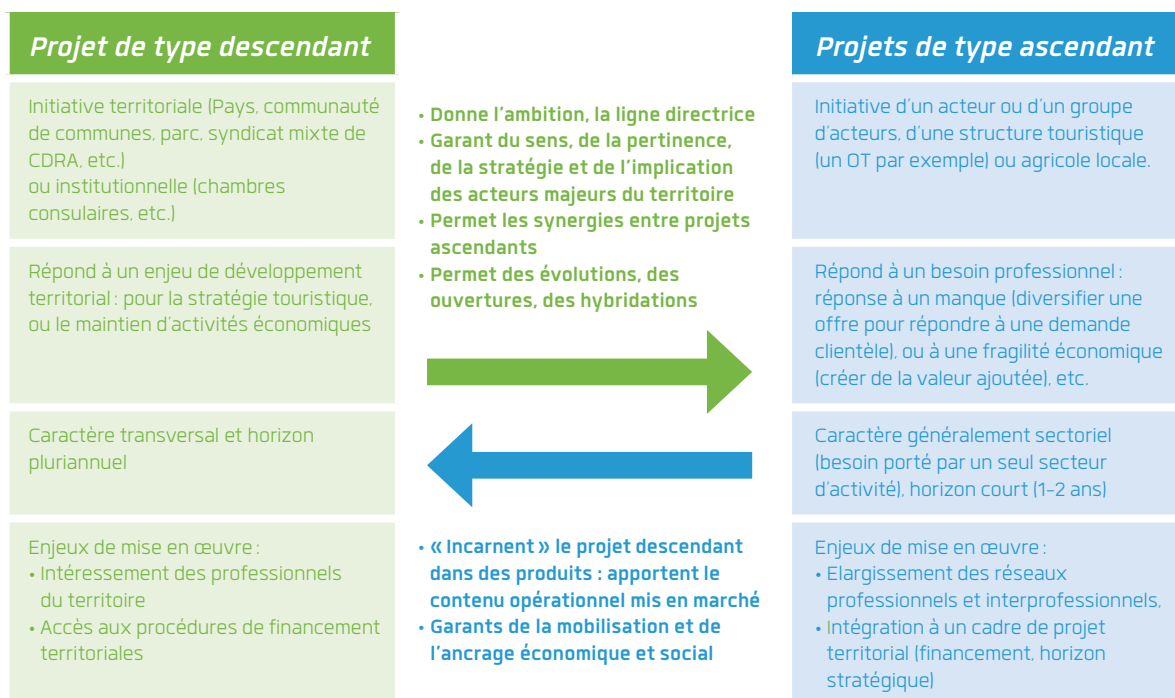 Projet de type descendant
Initiative territoriale (Pays, communauté
de communes, parc, syndicat mixte de
CDRA, etc.)
ou institutionnelle (chambres
consulaires, etc.)
Répond à un enjeu de développement
territorial : pour la stratégie touristique,
ou le maintien d'activités économiques
Caractère transversal et horizon
pluriannuel
Enjeux de mise en œuvre :
• Intéressement des professionnels
du territoire
• Accès aux procédures de financement
territoriales
• Donne l'ambition, la ligne directrice
• Garant du sens, de la pertinence,
de la stratégie et de l'implication
des acteurs majeurs du territoire
• Permet les synergies entre projets
ascendants
• Permet des évolutions, des
ouvertures, des hybridations
• « Incarnent » le projet descendant
dans des produits : apportent le
contenu opérationnel mis en marché
• Garants de la mobilisation et de
l'ancrage économique et social
Projets de type ascendant
Initiative d'un acteur ou d'un groupe
d'acteurs, d'une structure touristique
(un OT par exemple) ou agricole locale.
Répond à un besoin professionnel :
réponse à un manque (diversifier une
offre pour répondre à une demande
clientèle), ou à une fragilité économique
(créer de la valeur ajoutée), etc.
Caractère généralement sectoriel
(besoin porté par un seul secteur
d'activité), horizon court (1-2 ans)
Enjeux de mise en œuvre :
• Elargissement des réseaux
professionnels et interprofessionnels,
• Intégration à un cadre de projet
territorial (financement, horizon
stratégique)